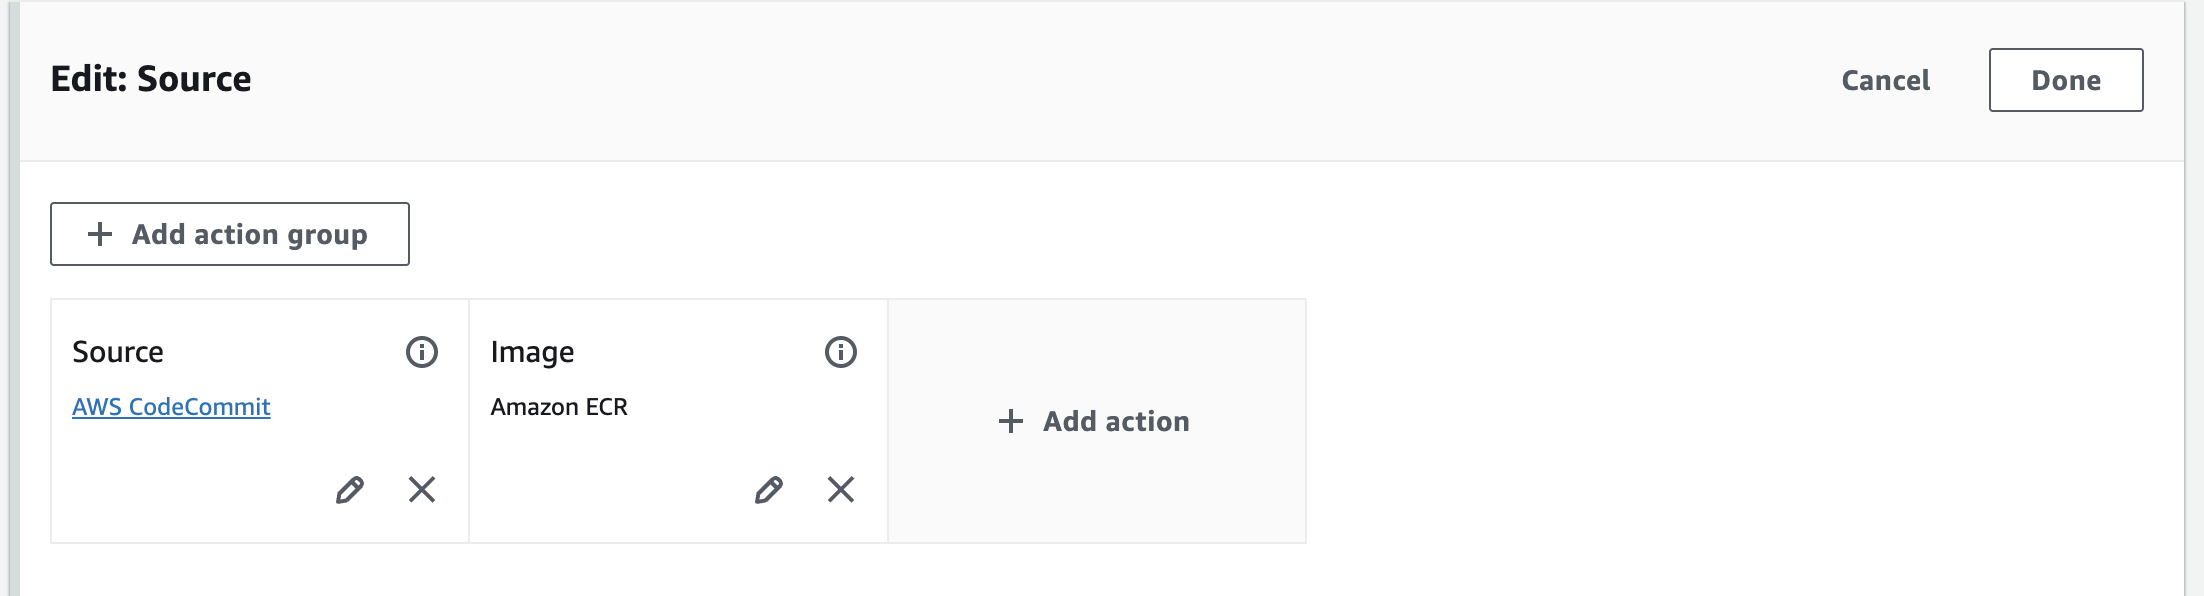 Edit: Source
Cancel
Done
+ Add action group
Source
AWS CodeCommit
Image
Amazon ECR
+ Add action